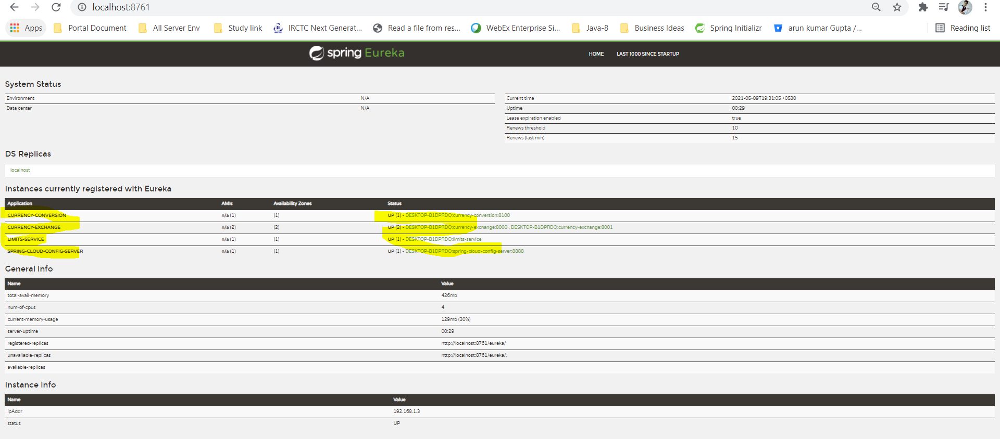 localhost:8761
Apps Portal Document All Server Env Study link IRCTC Next Generat... Read a file from res... WebEx Enterprise Si... Java-8 Business Ideas Spring Initializr arun kumar Gupta /... Reading list
spring Eureka HOME LAST 1000 SINCE STARTUP
System Status
Environment N/A Current time 2021-05-09T19:31:05 +0530
Data center N/A Uptime 00:29
Lease expiration enabled true
Renews threshold 10
Renews (last min) 15
DS Replicas
localhost
Instances currently registered with Eureka
Application AMIs Availability Zones Status
CURRENCY-CONVERSION n/a (1) (1) UP (1) - DESKTOP-B1DPRDQ:currency-conversion:8100
CURRENCY-EXCHANGE n/a (2) (2) UP (2) - DESKTOP-B1DPRDQ:currency-exchange:8000 , DESKTOP-B1DPRDQ:currency-exchange:8001
LIMITS-SERVICE n/a (1) (1) UP (1) - DESKTOP-B1DPRDQ:limits-service
SPRING-CLOUD-CONFIG-SERVER n/a (1) (1) UP (1) - DESKTOP-B1DPRDQ:spring-cloud-config-server:8888
General Info
Name Value
total-avail-memory 426mb
num-of-cpus 4
current-memory-usage 129mb (30%)
server-uptime 00:29
registered-replicas http://localhost:8761/eureka/
unavailable-replicas http://localhost:8761/eureka/,
available-replicas
Instance Info
Name Value
ipAddr 192.168.1.3
status UP